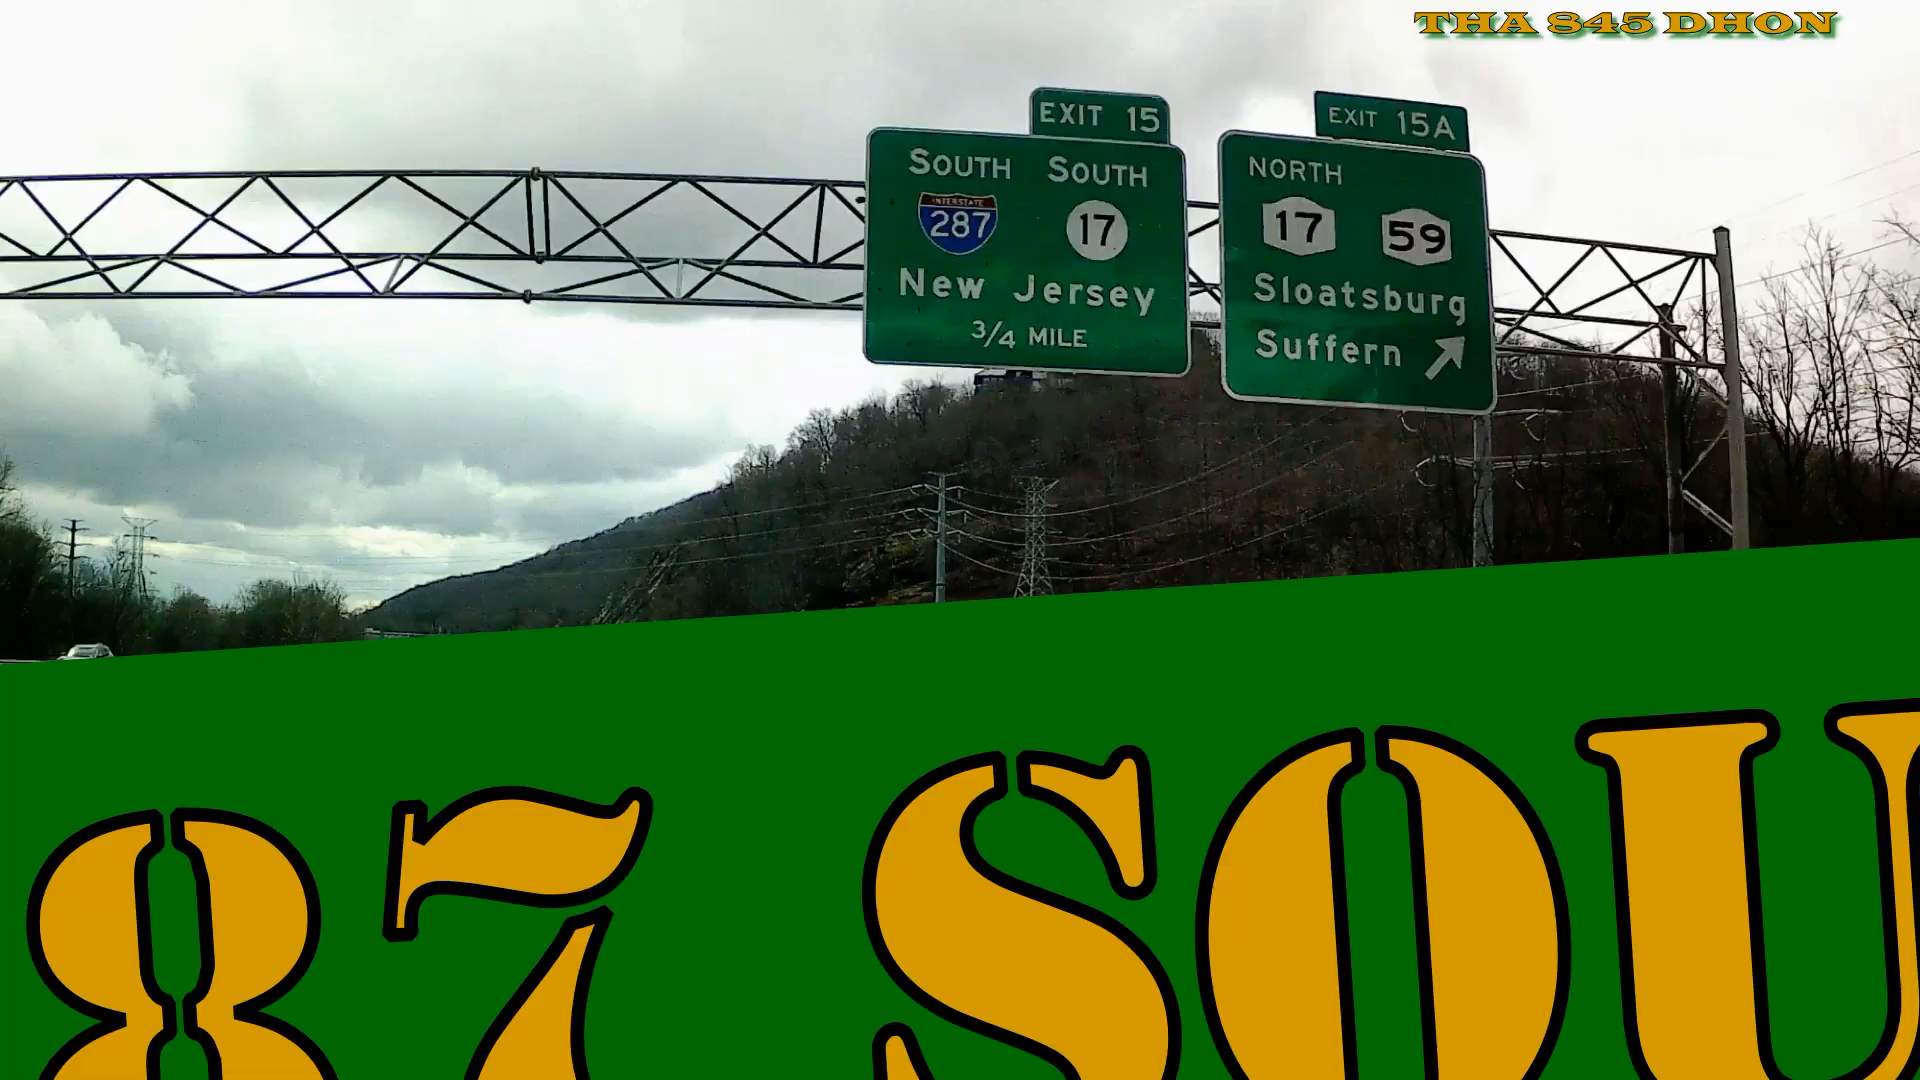 THA 845 DHON
EXIT 15
SOUTH SOUTH
INTERSTATE
287 17
New Jersey
3/4 MILE
EXIT 15A
NORTH
17 59
Sloatsburg
Suffern
87 SOU